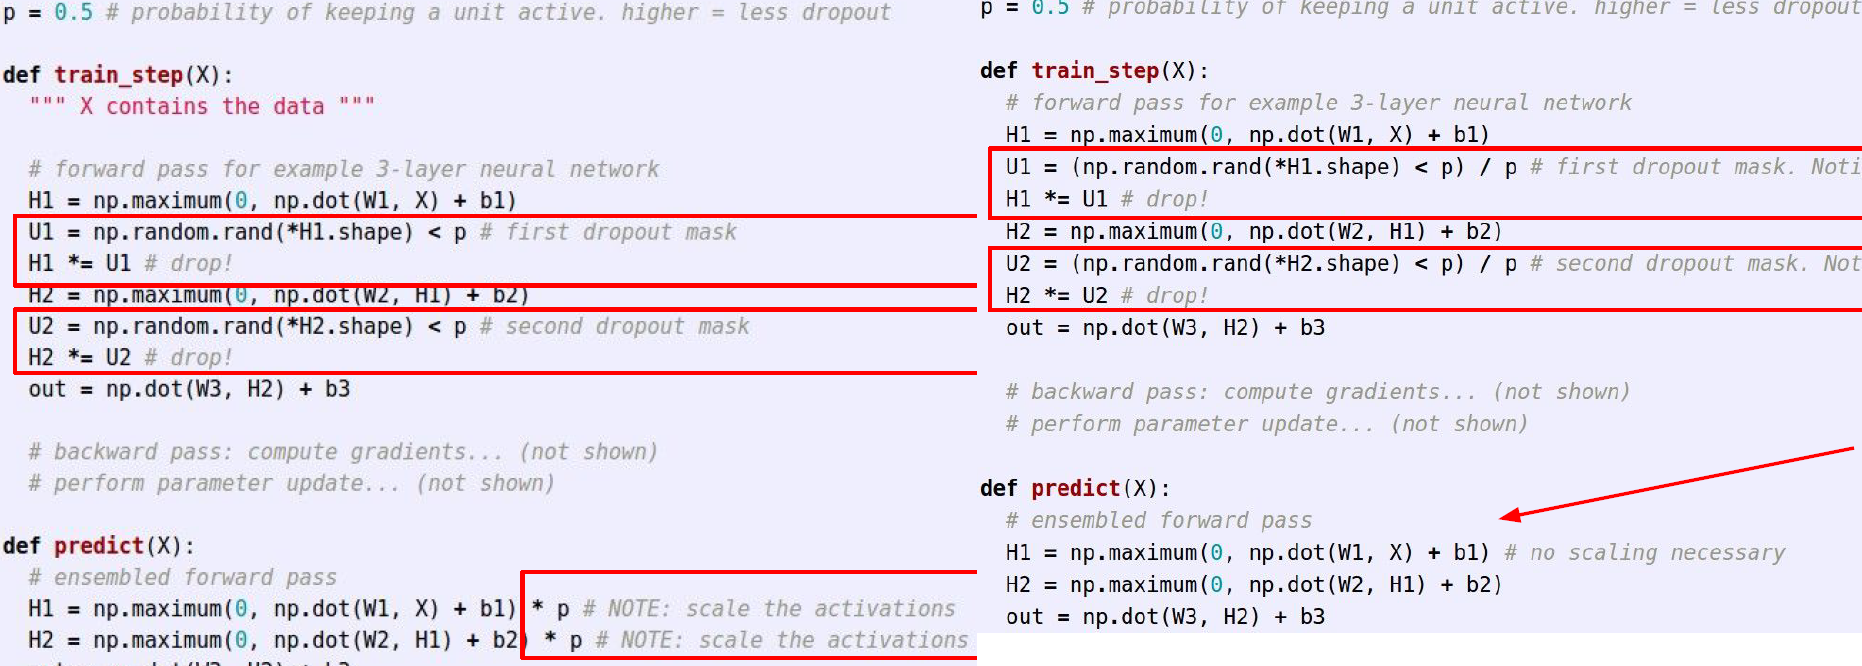 p = 0.5 # probability of keeping a unit active. higher = less dropout
def train_step(X):
""" X contains the data """
# forward pass for example 3-layer neural network
H1 = np.maximum(0, np.dot(W1, X) + b1)
U1 = np.random.rand(*H1.shape) < p # first dropout mask
H1 *= U1 # drop!
H2 = np.maximum(0, np.dot(W2, H1) + b2)
U2 = np.random.rand(*H2.shape) < p # second dropout mask
H2 *= U2 # drop!
out = np.dot(W3, H2) + b3
# backward pass: compute gradients... (not shown)
# perform parameter update... (not shown)
def predict(X):
# ensembled forward pass
H1 = np.maximum(0, np.dot(W1, X) + b1) * p # NOTE: scale the activations
H2 = np.maximum(0, np.dot(W2, H1) + b2) * p # NOTE: scale the activations
p = 0.5 # probability of keeping a unit active. higher = less dropout
def train_step(X):
# forward pass for example 3-layer neural network
H1 = np.maximum(0, np.dot(W1, X) + b1)
U1 = (np.random.rand(*H1.shape) < p) / p # first dropout mask. Noti
H1 *= U1 # drop!
H2 = np.maximum(0, np.dot(W2, H1) + b2)
U2 = (np.random.rand(*H2.shape) < p) / p # second dropout mask. Not
H2 *= U2 # drop!
out = np.dot(W3, H2) + b3
# backward pass: compute gradients... (not shown)
# perform parameter update... (not shown)
def predict(X):
# ensembled forward pass
H1 = np.maximum(0, np.dot(W1, X) + b1) # no scaling necessary
H2 = np.maximum(0, np.dot(W2, H1) + b2)
out = np.dot(W3, H2) + b3